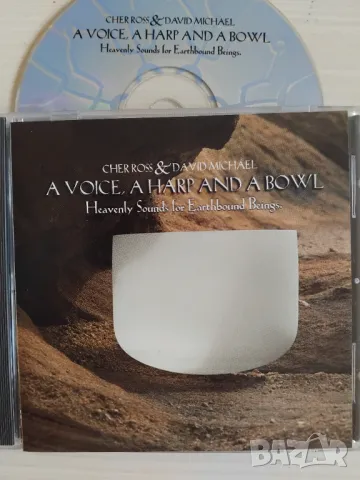 CHER ROSS & DAVID MICHAEL
A VOICE, A HARP AND A BOWL
Heavenly Sounds for Earthbound Beings.
CHER ROSS & DAVID MICHAEL
A VOICE, A HARP AND A BOWL
Heavenly Sounds for Earthbound Beings.
bazar.bg